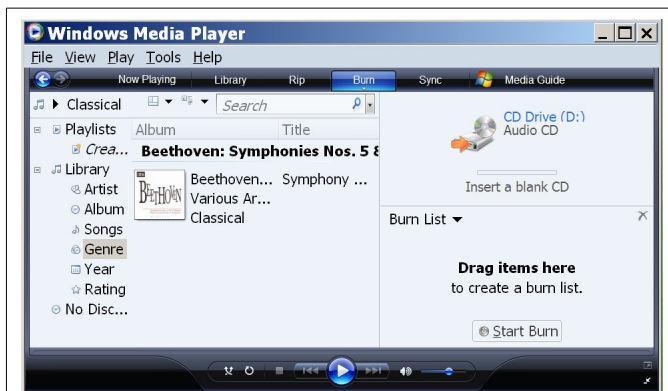 Windows Media Player
File View Play Tools Help
Now Playing Library Rip Burn Sync Media Guide
Classical Search
Playlists
Crea...
Library
Artist
Album
Songs
Genre
Year
Rating
No Disc...
Album Title
Beethoven: Symphonies Nos. 5 &
BEETHOVEN
Beethoven... Symphony ...
Various Ar...
Classical
CD Drive (D:)
Audio CD
Insert a blank CD
Burn List
Drag items here
to create a burn list.
Start Burn